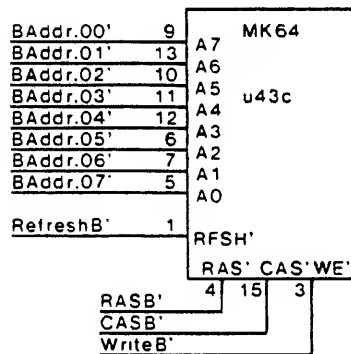 BAddr.00' 9 A7 MK64
BAddr.01' 13 A6
BAddr.02' 10 A5 u43c
BAddr.03' 11 A4
BAddr.04' 12 A3
BAddr.05' 6 A2
BAddr.06' 7 A1
BAddr.07' 5 A0
RefreshB' 1 RFSH'
RAS' CAS' WE'
4 15 3
RASB'
CASB'
WriteB'